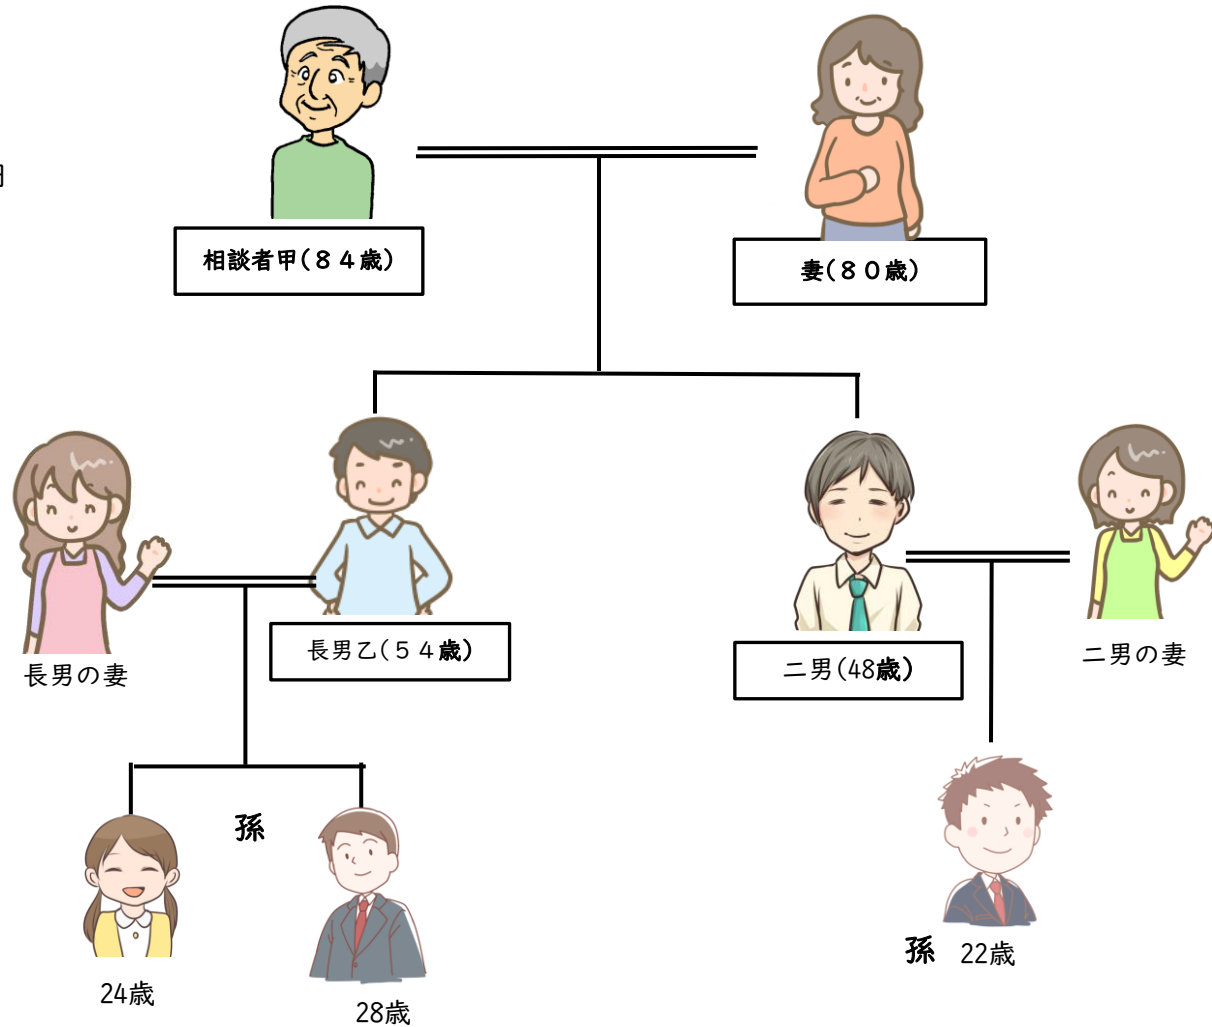 相談者甲(８４歳)
妻(８０歳)
長男の妻
長男乙(５４歳)
二男(48歳)
二男の妻
孫
24歳
28歳
孫 22歳